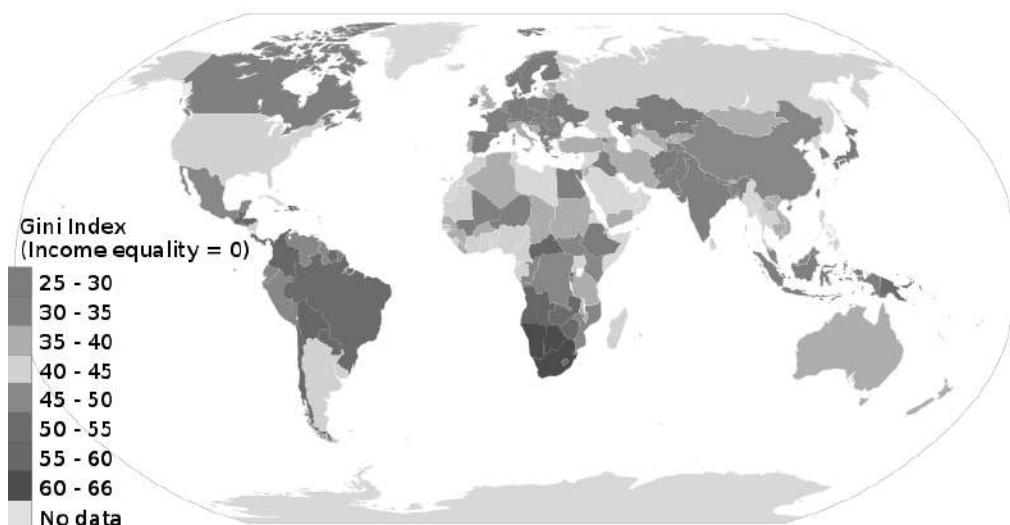 Gini Index
(Income equality = 0)
25 - 30
30 - 35
35 - 40
40 - 45
45 - 50
50 - 55
55 - 60
60 - 66
No data